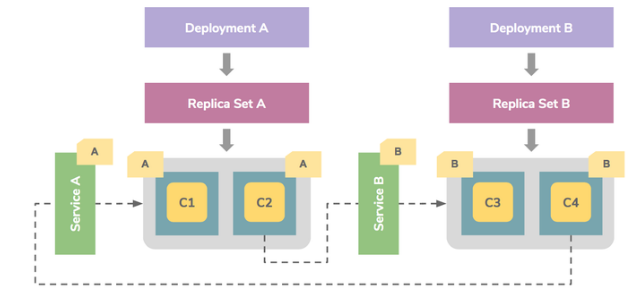 Deployment A
Deployment B
Replica Set A
Replica Set B
A
B
A
A
B
B
Service A
C1
C2
Service B
C3
C4